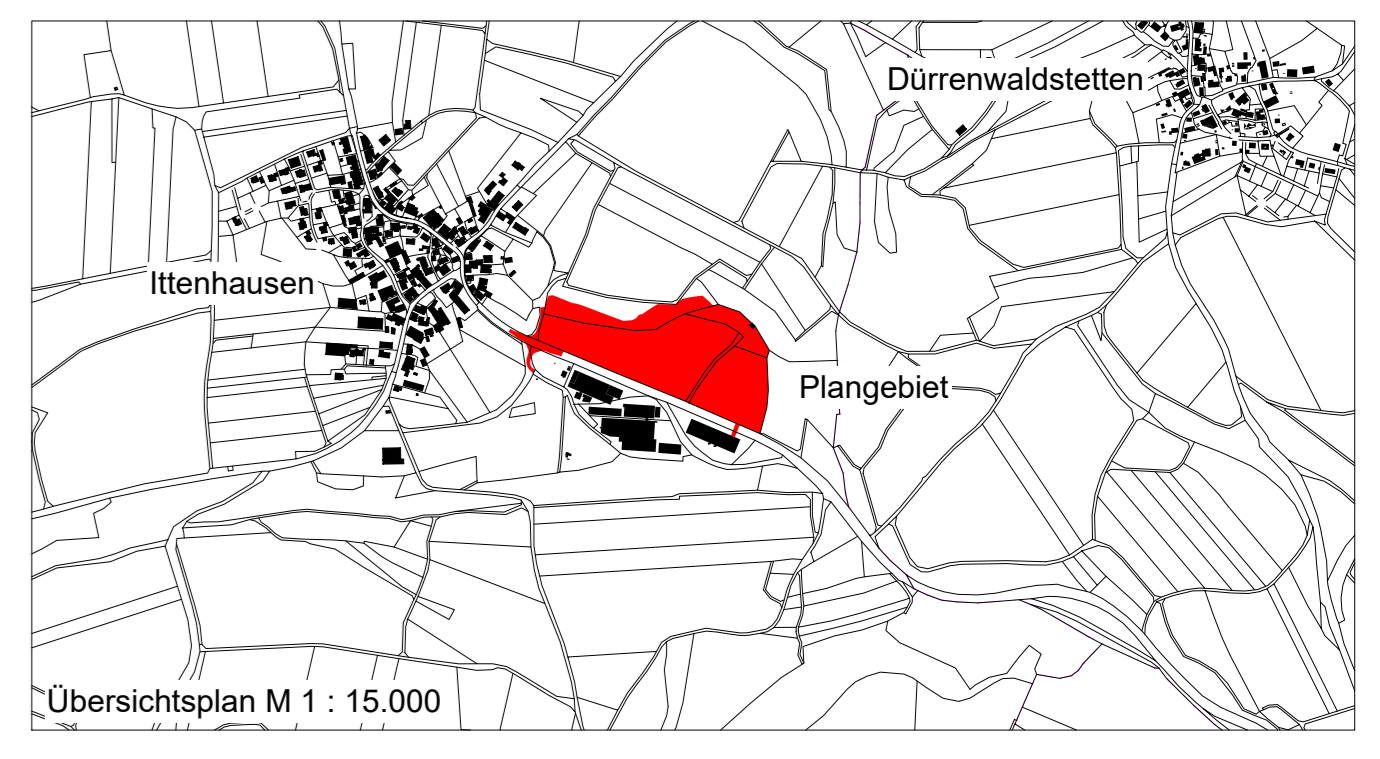 Dürrenwaldstetten
Ittenhausen
Plangebiet
Übersichtsplan M 1 : 15.000